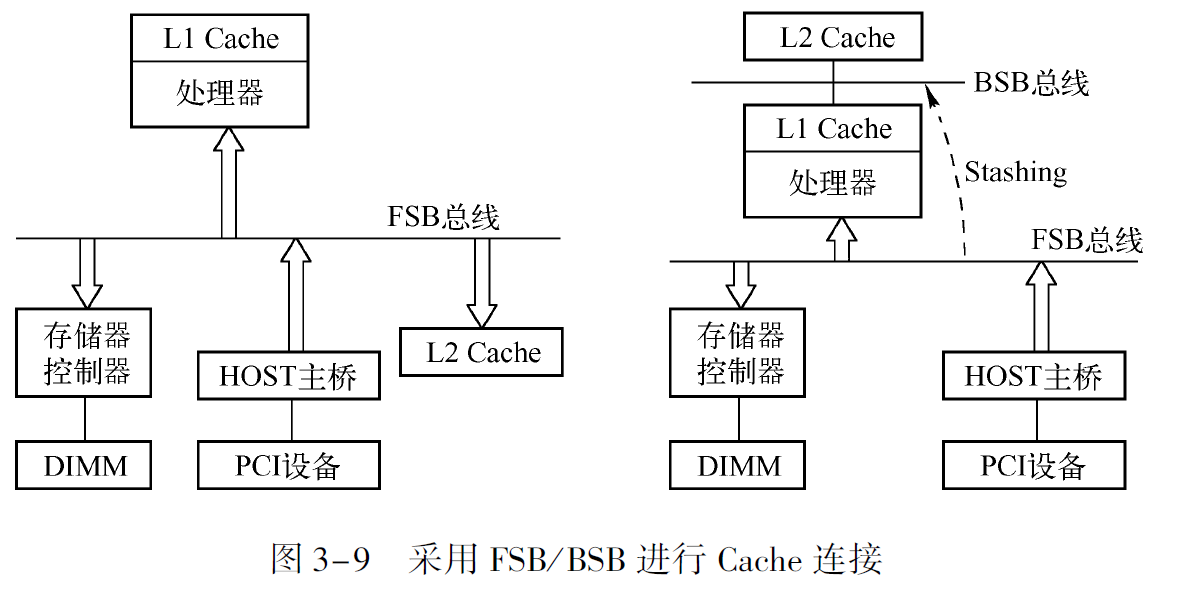 L1 Cache
处理器
FSB总线
存储器
控制器
HOST主桥
L2 Cache
DIMM
PCI设备
L2 Cache
BSB总线
L1 Cache
处理器
Stashing
FSB总线
存储器
控制器
HOST主桥
DIMM
PCI设备
图 3-9 采用 FSB/BSB 进行 Cache 连接